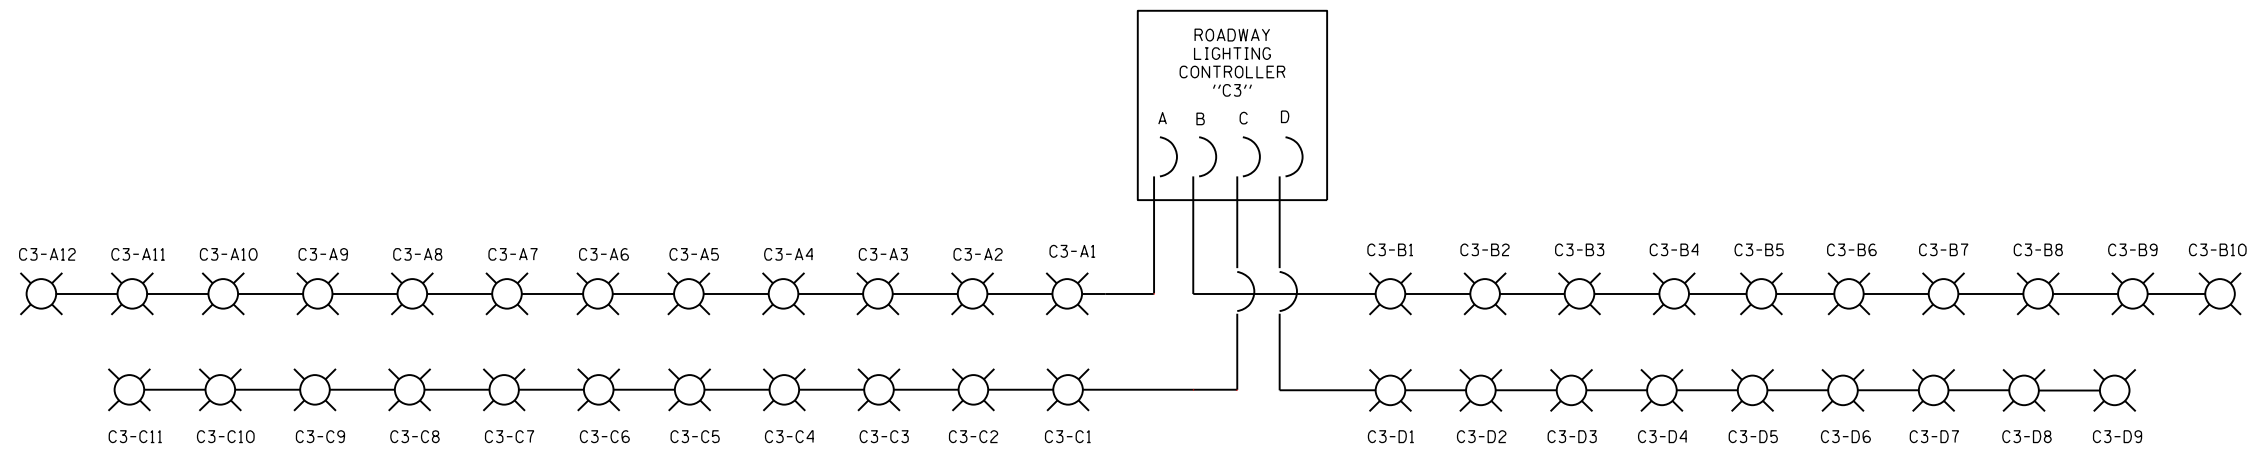 ROADWAY
LIGHTING
CONTROLLER
"C3"
A B C D
C3-A12 C3-A11 C3-A10 C3-A9 C3-A8 C3-A7 C3-A6 C3-A5 C3-A4 C3-A3 C3-A2 C3-A1 C3-B1 C3-B2 C3-B3 C3-B4 C3-B5 C3-B6 C3-B7 C3-B8 C3-B9 C3-B10
C3-C11 C3-C10 C3-C9 C3-C8 C3-C7 C3-C6 C3-C5 C3-C4 C3-C3 C3-C2 C3-C1 C3-D1 C3-D2 C3-D3 C3-D4 C3-D5 C3-D6 C3-D7 C3-D8 C3-D9